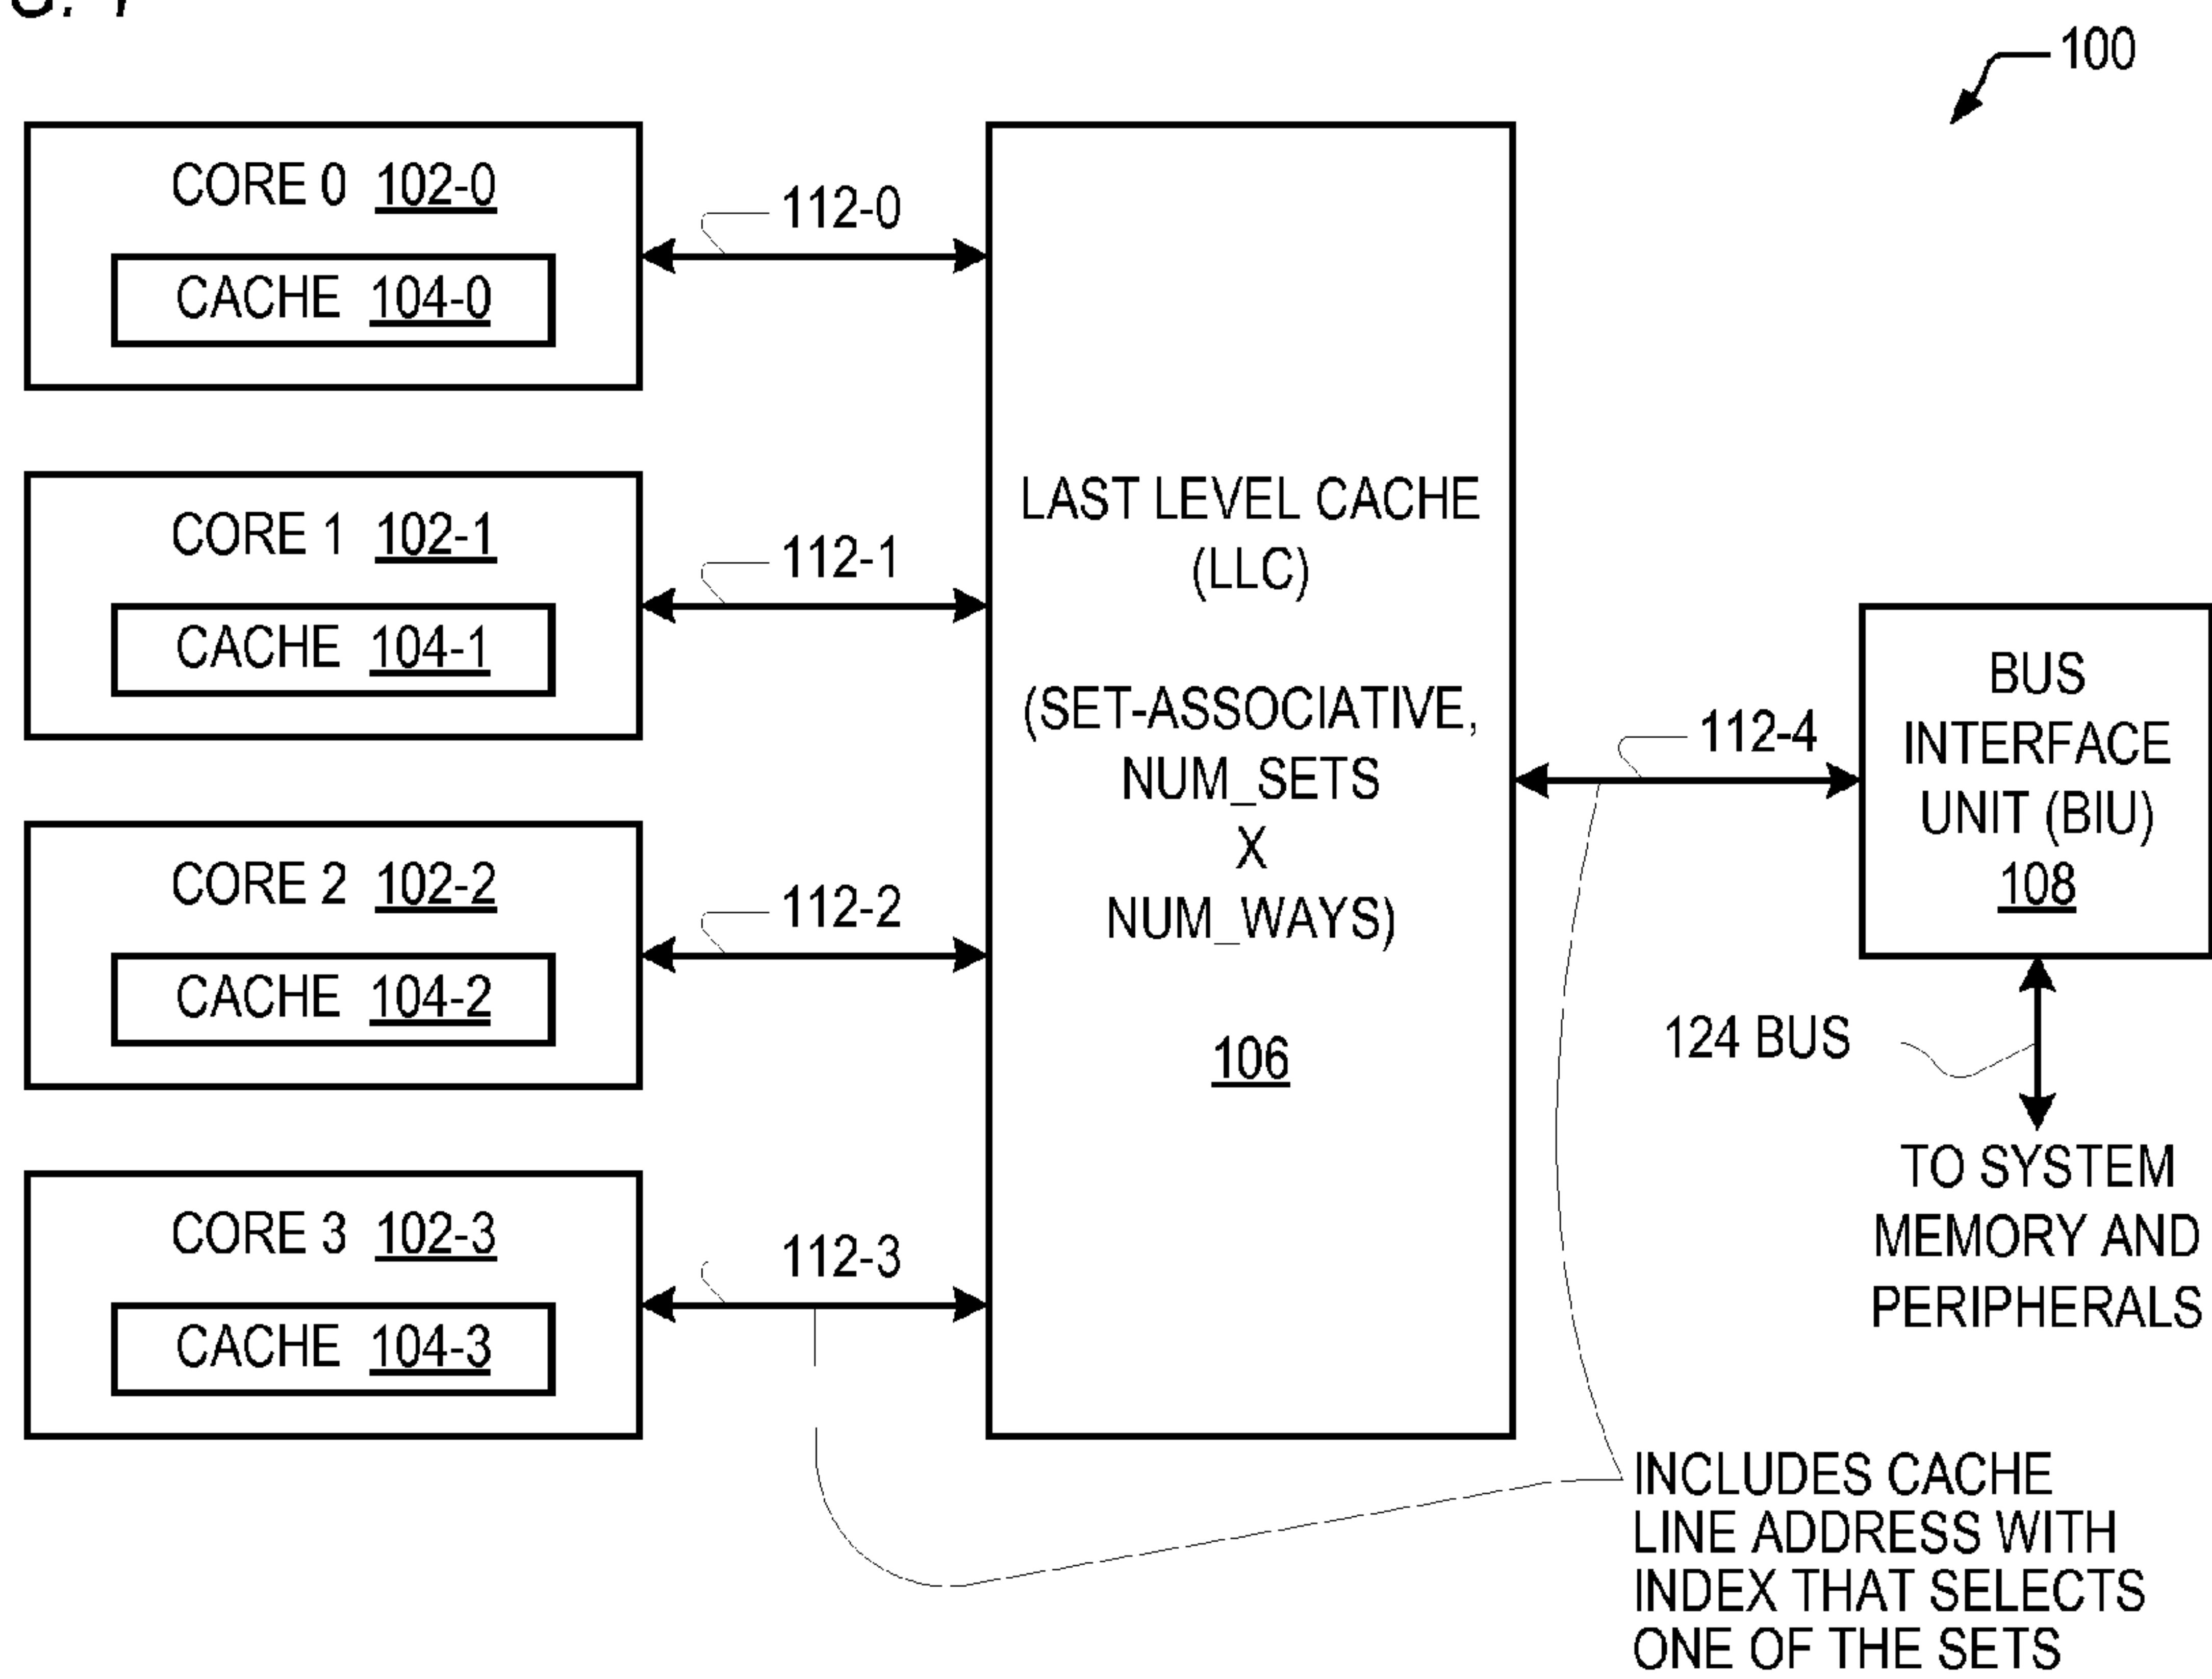 100
CORE 0 102-0
CACHE 104-0
112-0
CORE 1 102-1
CACHE 104-1
112-1
CORE 2 102-2
CACHE 104-2
112-2
CORE 3 102-3
CACHE 104-3
112-3
LAST LEVEL CACHE
(LLC)
(SET-ASSOCIATIVE,
NUM_SETS
X
NUM_WAYS)
106
112-4
BUS
INTERFACE
UNIT (BIU)
108
124 BUS
TO SYSTEM
MEMORY AND
PERIPHERALS
INCLUDES CACHE
LINE ADDRESS WITH
INDEX THAT SELECTS
ONE OF THE SETS